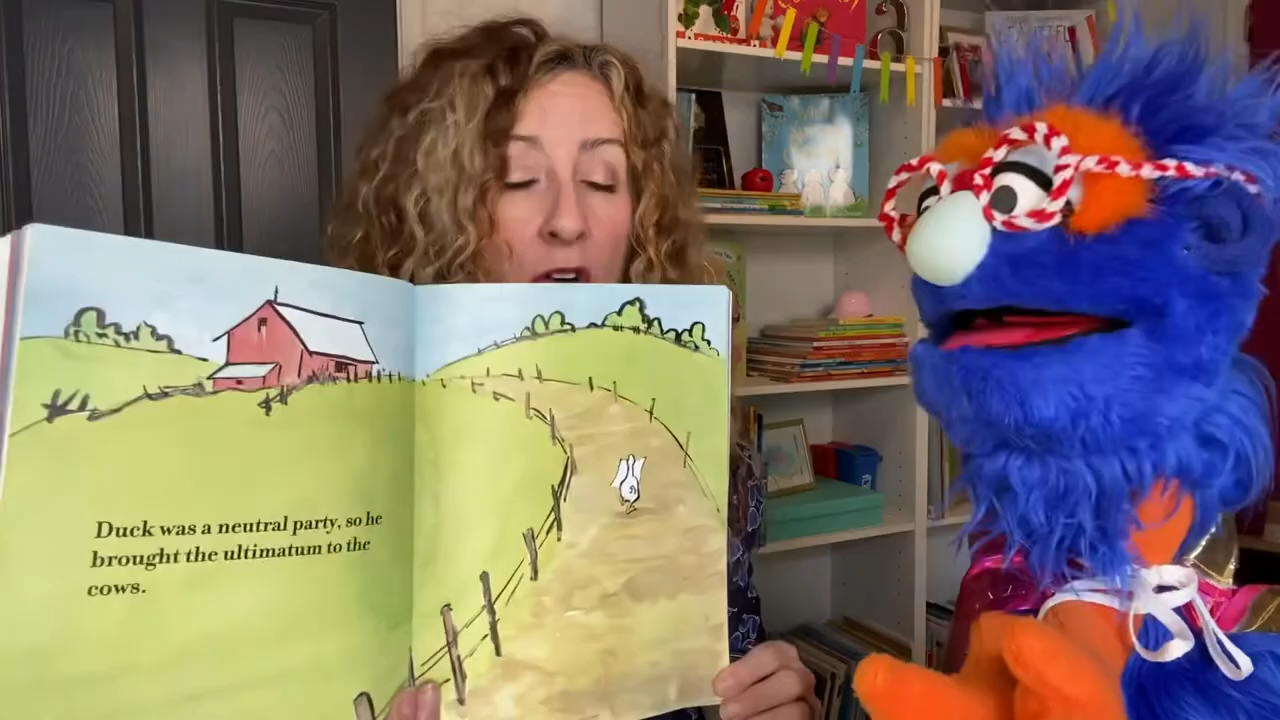 Duck was a neutral party, so he
brought the ultimatum to the
cows.